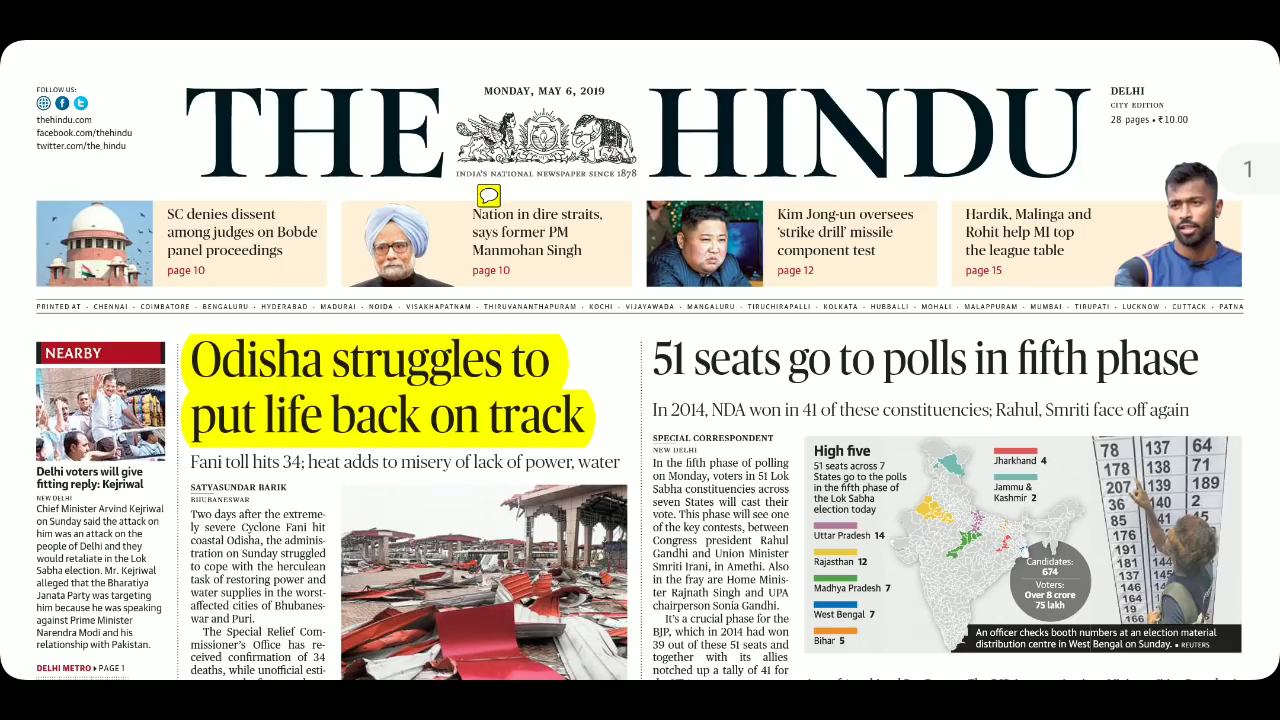 FOLLOW US:
thehindu.com
facebook.com/thehindu
twitter.com/the_hindu
THE HINDU
MONDAY, MAY 6, 2019
INDIA'S NATIONAL NEWSPAPER SINCE 1878
DELHI
CITY EDITION
28 pages • ₹10.00
1
SC denies dissent
among judges on Bobde
panel proceedings
page 10
Nation in dire straits,
says former PM
Manmohan Singh
page 10
Kim Jong-un oversees
‘strike drill’ missile
component test
page 12
Hardik, Malinga and
Rohit help MI top
the league table
page 15
PRINTED AT · CHENNAI · COIMBATORE · BENGALURU · HYDERABAD · MADURAI · NOIDA · VISAKHAPATNAM · THIRUVANANTHAPURAM · KOCHI · VIJAYAWADA · MANGALURU · TIRUCHIRAPALLI · KOLKATA · HUBBALLI · MOHALI · MALAPPURAM · MUMBAI · TIRUPATI · LUCKNOW · CUTTACK · PATNA
NEARBY
Delhi voters will give
fitting reply: Kejriwal
NEW DELHI
Chief Minister Arvind Kejriwal
on Sunday said the attack on
him was an attack on the
people of Delhi and they
would retaliate in the Lok
Sabha election. Mr. Kejriwal
alleged that the Bharatiya
Janata Party was targeting
him because he was speaking
against Prime Minister
Narendra Modi and his
relationship with Pakistan.
DELHI METRO PAGE 1
Odisha struggles to
put life back on track
Fani toll hits 34; heat adds to misery of lack of power, water
SATYASUNDAR BARIK
BHUBANESWAR
Two days after the extreme-
ly severe Cyclone Fani hit
coastal Odisha, the adminis-
tration on Sunday struggled
to cope with the herculean
task of restoring power and
water supplies in the worst-
affected cities of Bhubanes-
war and Puri.
The Special Relief Com-
missioner's Office has re-
ceived confirmation of 34
deaths, while unofficial esti-
51 seats go to polls in fifth phase
In 2014, NDA won in 41 of these constituencies; Rahul, Smriti face off again
SPECIAL CORRESPONDENT
NEW DELHI
In the fifth phase of polling
on Monday, voters in 51 Lok
Sabha constituencies across
seven States will cast their
vote. This phase will see one
of the key contests, between
Congress president Rahul
Gandhi and Union Minister
Smriti Irani, in Amethi. Also
in the fray are Home Minis-
ter Rajnath Singh and UPA
chairperson Sonia Gandhi.
It's a crucial phase for the
BJP, which in 2014 had won
39 out of these 51 seats and
together with its allies
notched up a tally of 41 for
High five
51 seats across 7
States go to the polls
in the fifth phase of
the Lok Sabha
election today
Uttar Pradesh 14
Rajasthan 12
Madhya Pradesh 7
West Bengal 7
Bihar 5
Jharkhand 4
Jammu &
Kashmir 2
Candidates:
674
Voters:
Over 8 crore
75 lakh
78 137 64
178 138 71
207 139 189
36 140 2
85 41 15
176
191
181
137
146
164
An officer checks booth numbers at an election material
distribution centre in West Bengal on Sunday. ■ REUTERS